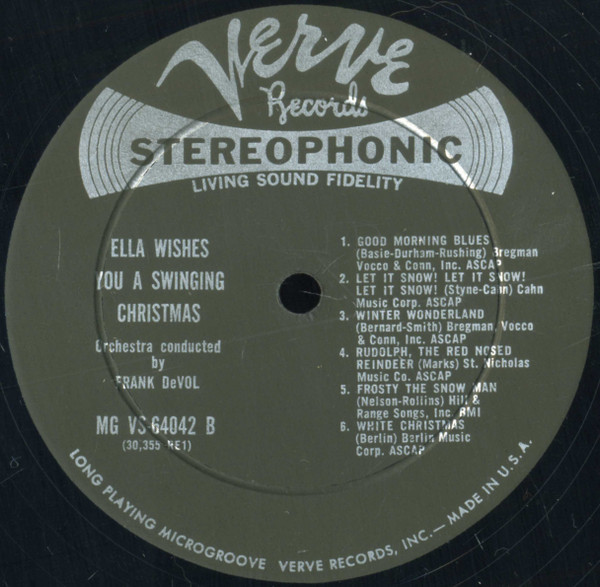 Verve
Records
STEREOPHONIC
LIVING SOUND FIDELITY
ELLA WISHES
YOU A SWINGING
CHRISTMAS
Orchestra conducted
by
FRANK DeVOL
MG VS-64042 B
(30,355 RE1)
1. GOOD MORNING BLUES
(Basie-Durham-Rushing) Bregman
Vocco & Conn, Inc. ASCAP
2. LET IT SNOW! LET IT SNOW!
LET IT SNOW! (Styne-Cahn) Cahn
Music Corp. ASCAP
3. WINTER WONDERLAND
(Bernard-Smith) Bregman, Vocco
& Conn, Inc. ASCAP
4. RUDOLPH, THE RED NOSED
REINDEER (Marks) St. Nicholas
Music Co. ASCAP
5. FROSTY THE SNOW MAN
(Nelson-Rollins) Hill &
Range Songs, Inc. BMI
6. WHITE CHRISTMAS
(Berlin) Berlin Music
Corp. ASCAP
LONG PLAYING MICROGROOVE VERVE RECORDS, INC.—MADE IN U.S.A.